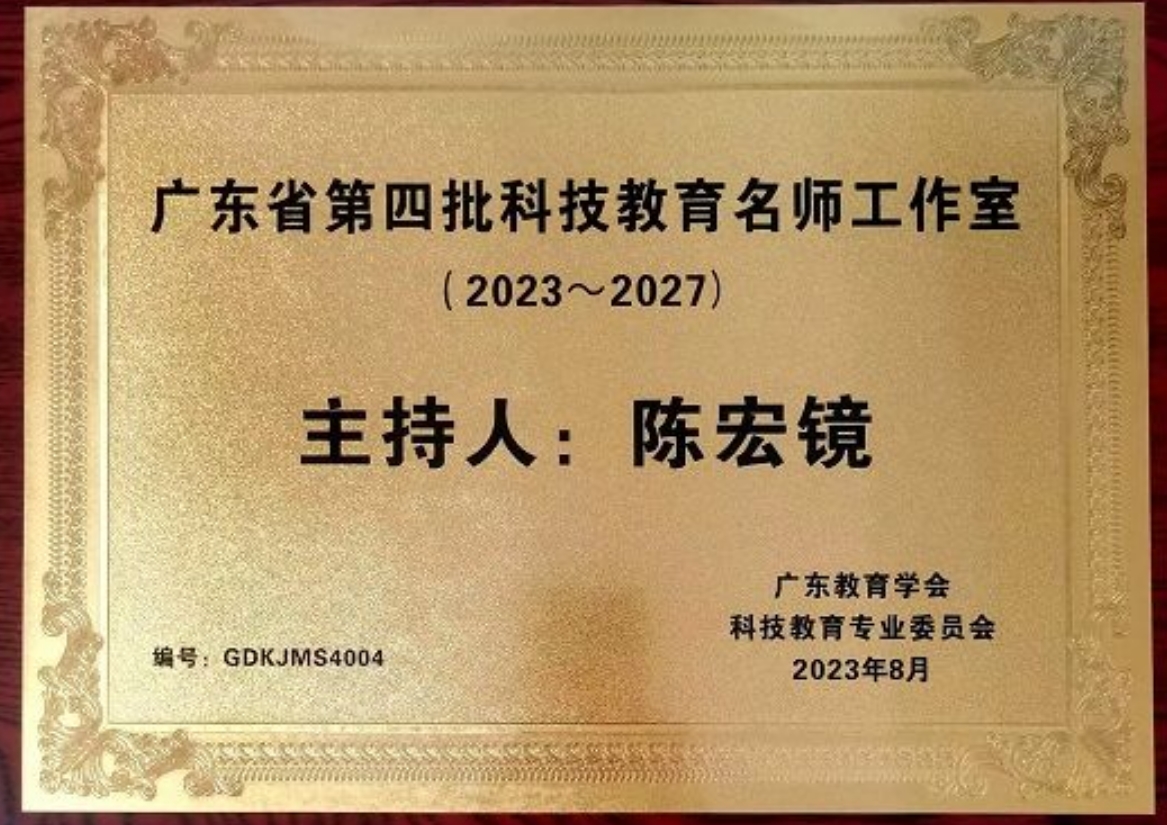 广东省第四批科技教育名师工作室
（2023～2027）
主持人：陈宏镜
广东教育学会
科技教育专业委员会
编号：GDKJMS4004
2023年8月